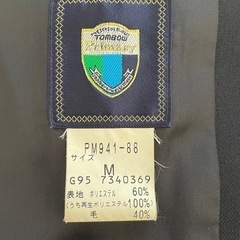 TOMBOW
PM941-88
サイズ
M
G95 7340369
表地 ポリエステル 60%
(うち再生ポリエステル100%)
毛 40%